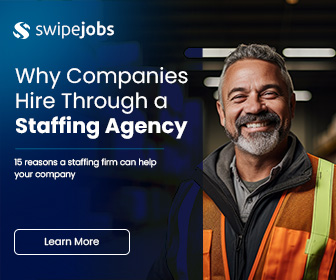 swipejobs
Why Companies
Hire Through a
Staffing Agency
15 reasons a staffing firm can help
your company
Learn More